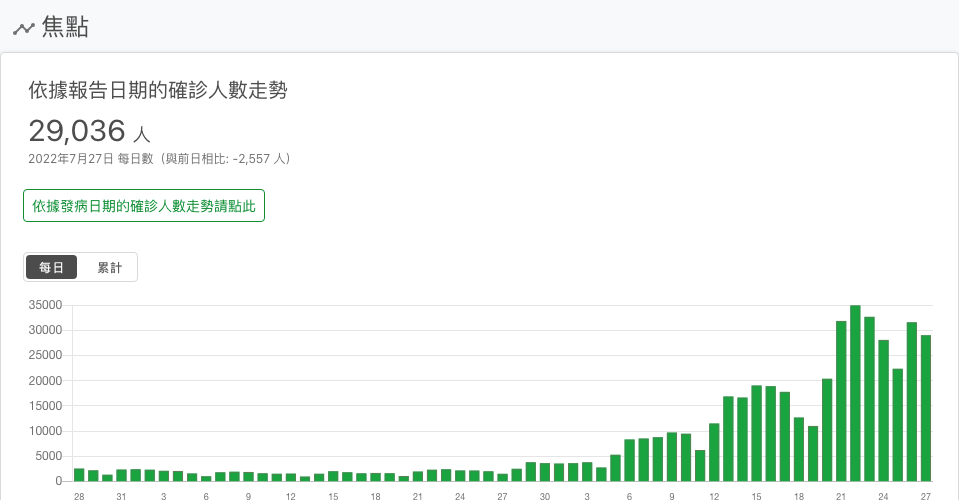 焦點
依據報告日期的確診人數走勢
29,036 人
2022年7月27日 每日數（與前日相比: -2,557 人）
依據發病日期的確診人數走勢請點此
每日 累計
35000
30000
25000
20000
15000
10000
5000
0
28 31 3 6 9 12 15 18 21 24 27 30 3 6 9 12 15 18 21 24 27